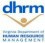 dhrm
Virginia Department of
HUMAN RESOURCE
MANAGEMENT